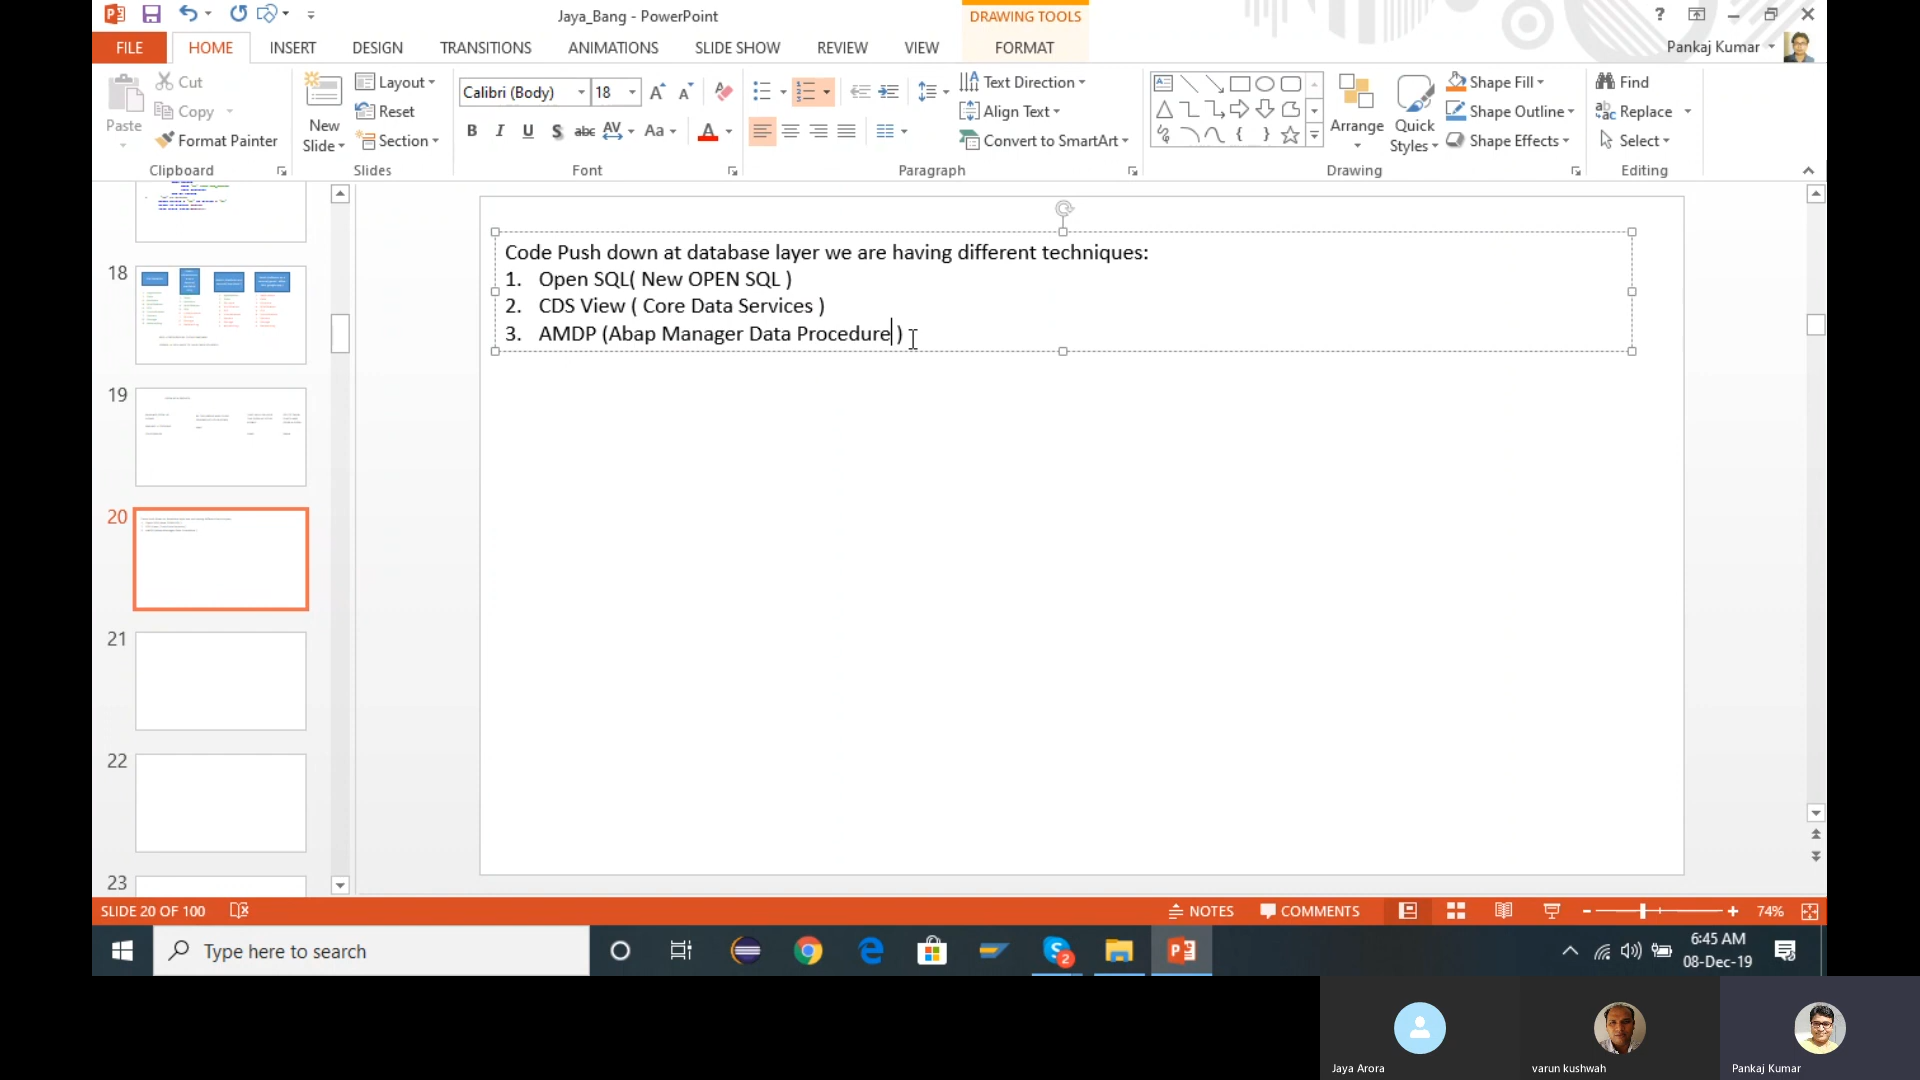 Jaya_Bang - PowerPoint
DRAWING TOOLS
?
FILE
HOME
INSERT
DESIGN
TRANSITIONS
ANIMATIONS
SLIDE SHOW
REVIEW
VIEW
FORMAT
Pankaj Kumar
Paste
Cut
Copy
Format Painter
Clipboard
New
Slide
Layout
Reset
Section
Slides
Calibri (Body)
18
B I U S abc AV Aa A
Font
Text Direction
Align Text
Convert to SmartArt
Paragraph
Arrange
Quick
Styles
Shape Fill
Shape Outline
Shape Effects
Drawing
Find
Replace
Select
Editing
18
19
20
21
22
23
Code Push down at database layer we are having different techniques:
1. Open SQL( New OPEN SQL )
2. CDS View ( Core Data Services )
3. AMDP (Abap Manager Data Procedure )
SLIDE 20 OF 100
NOTES
COMMENTS
74%
Type here to search
2
6:45 AM
08-Dec-19
Jaya Arora
varun kushwah
Pankaj Kumar